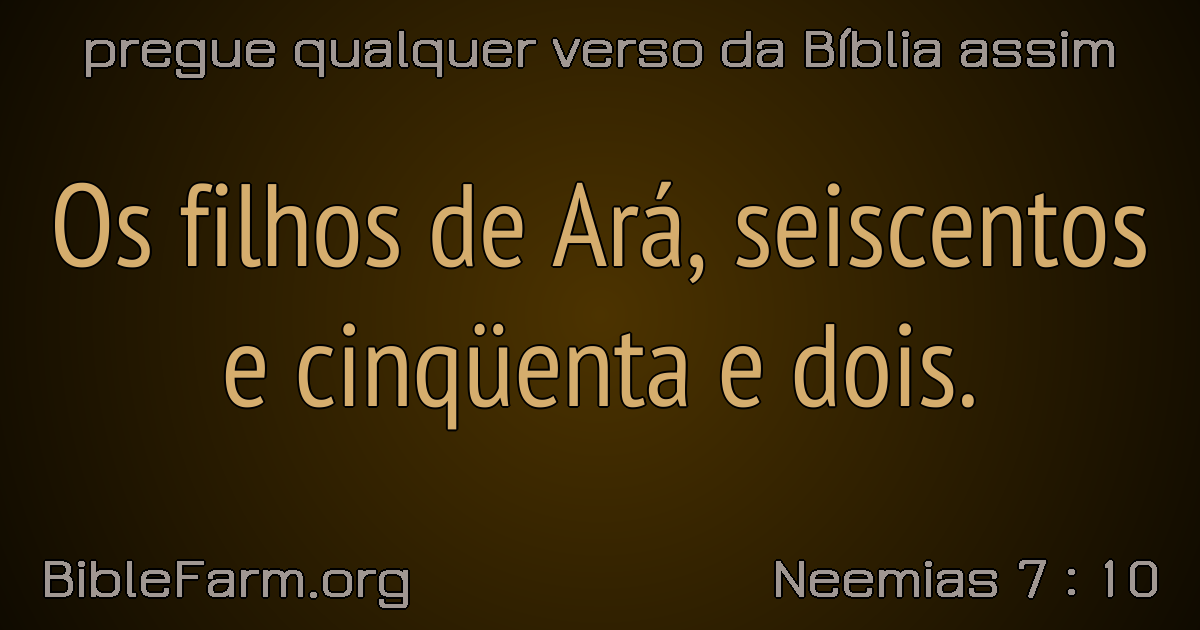 pregue qualquer verso da Bíblia assim
Os filhos de Ará, seiscentos
e cinqüenta e dois.
BibleFarm.org
Neemias 7 : 10